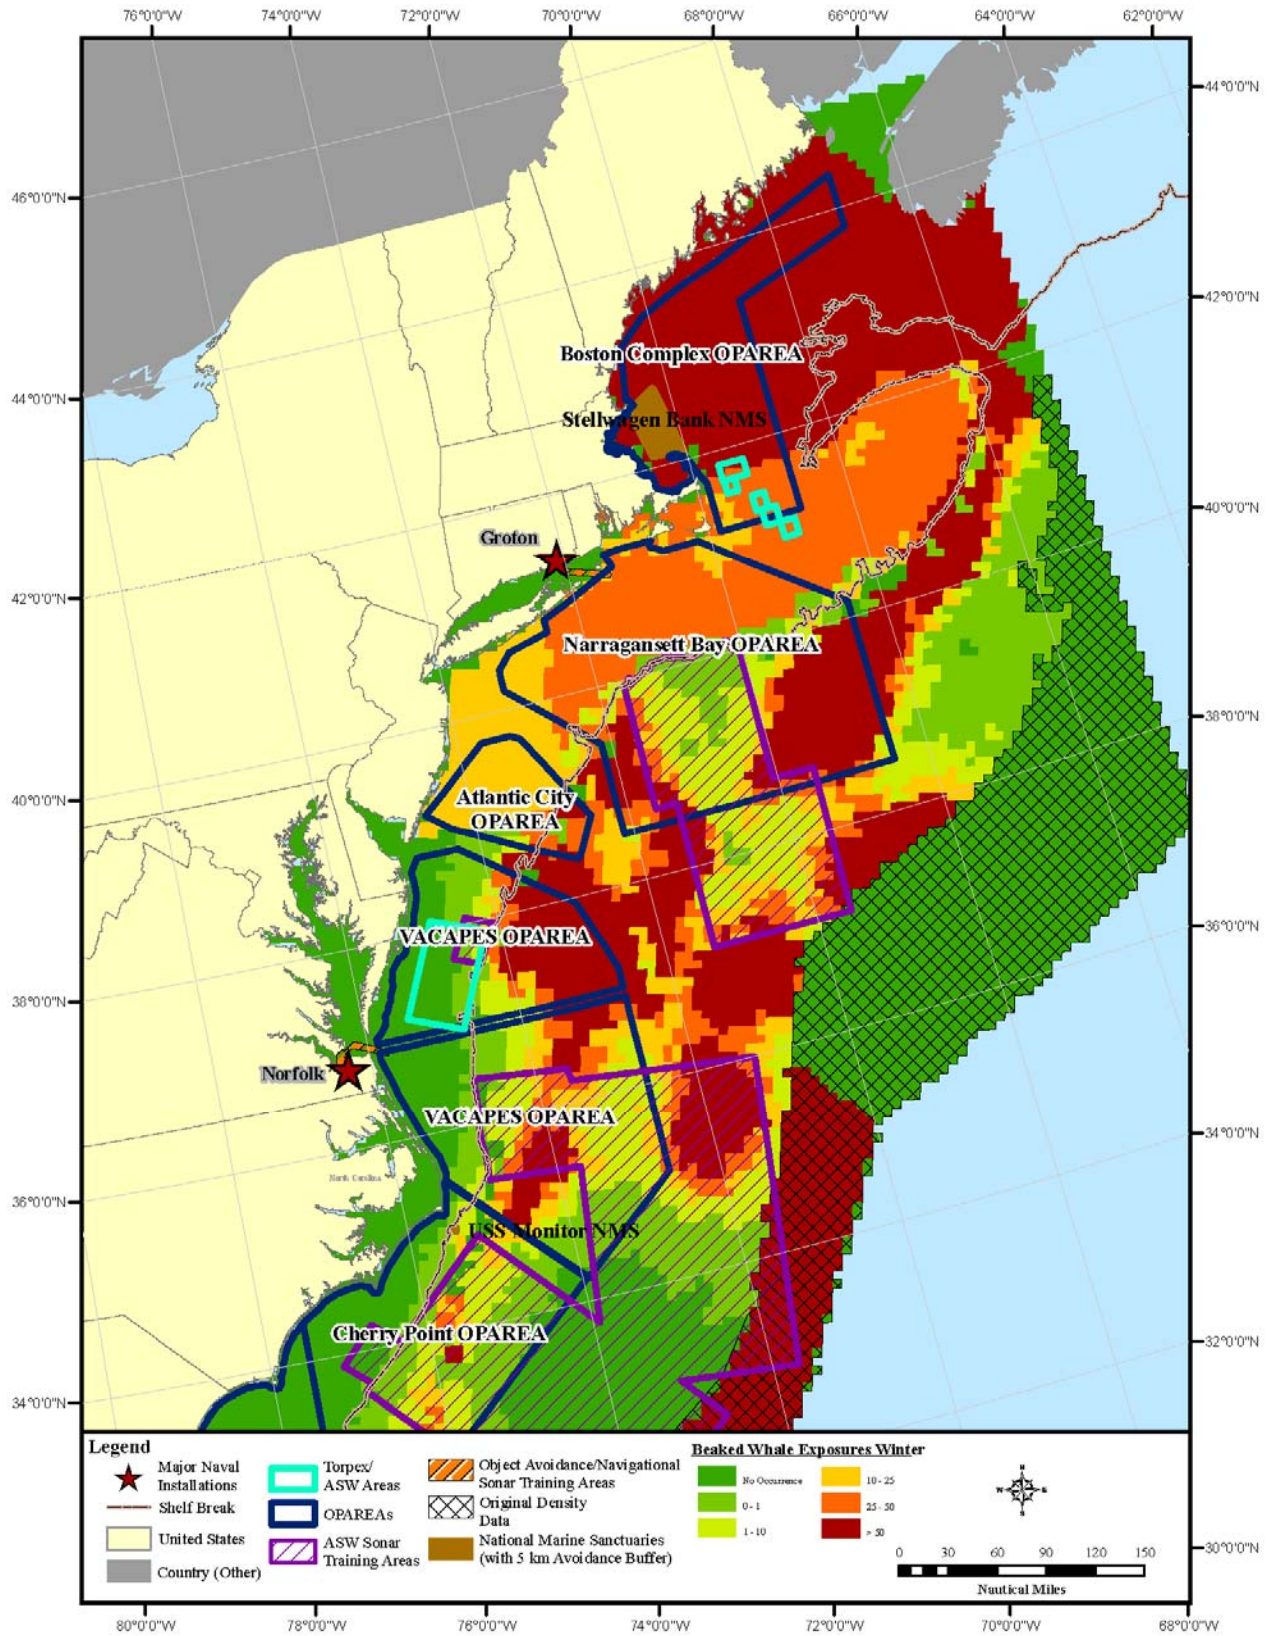 76°0'0"W 74°0'0"W 72°0'0"W 70°0'0"W 68°0'0"W 66°0'0"W 64°0'0"W 62°0'0"W
44°0'0"N
46°0'0"N
42°0'0"N
Boston Complex OPAREA
44°0'0"N
Stellwagen Bank NMS
40°0'0"N
Groton
42°0'0"N
Narragansett Bay OPAREA
38°0'0"N
40°0'0"N
Atlantic City
OPAREA
36°0'0"N
VACAPES OPAREA
38°0'0"N
Norfolk
VACAPES OPAREA
34°0'0"N
North Carolina
36°0'0"N
USS Monitor NMS
Cherry Point OPAREA
32°0'0"N
34°0'0"N
Legend
Major Naval
Installations
Shelf Break
United States
Country (Other)
Torpex/
ASW Areas
OPAREAs
ASW Sonar
Training Areas
Object Avoidance/Navigational
Sonar Training Areas
Original Density
Data
National Marine Sanctuaries
(with 5 km Avoidance Buffer)
Beaked Whale Exposures Winter
No Occurrence
0 - 1
1 - 10
10 - 25
25 - 50
> 50
N
W E
S
0 30 60 90 120 150
Nautical Miles
30°0'0"N
80°0'0"W 78°0'0"W 76°0'0"W 74°0'0"W 72°0'0"W 70°0'0"W 68°0'0"W